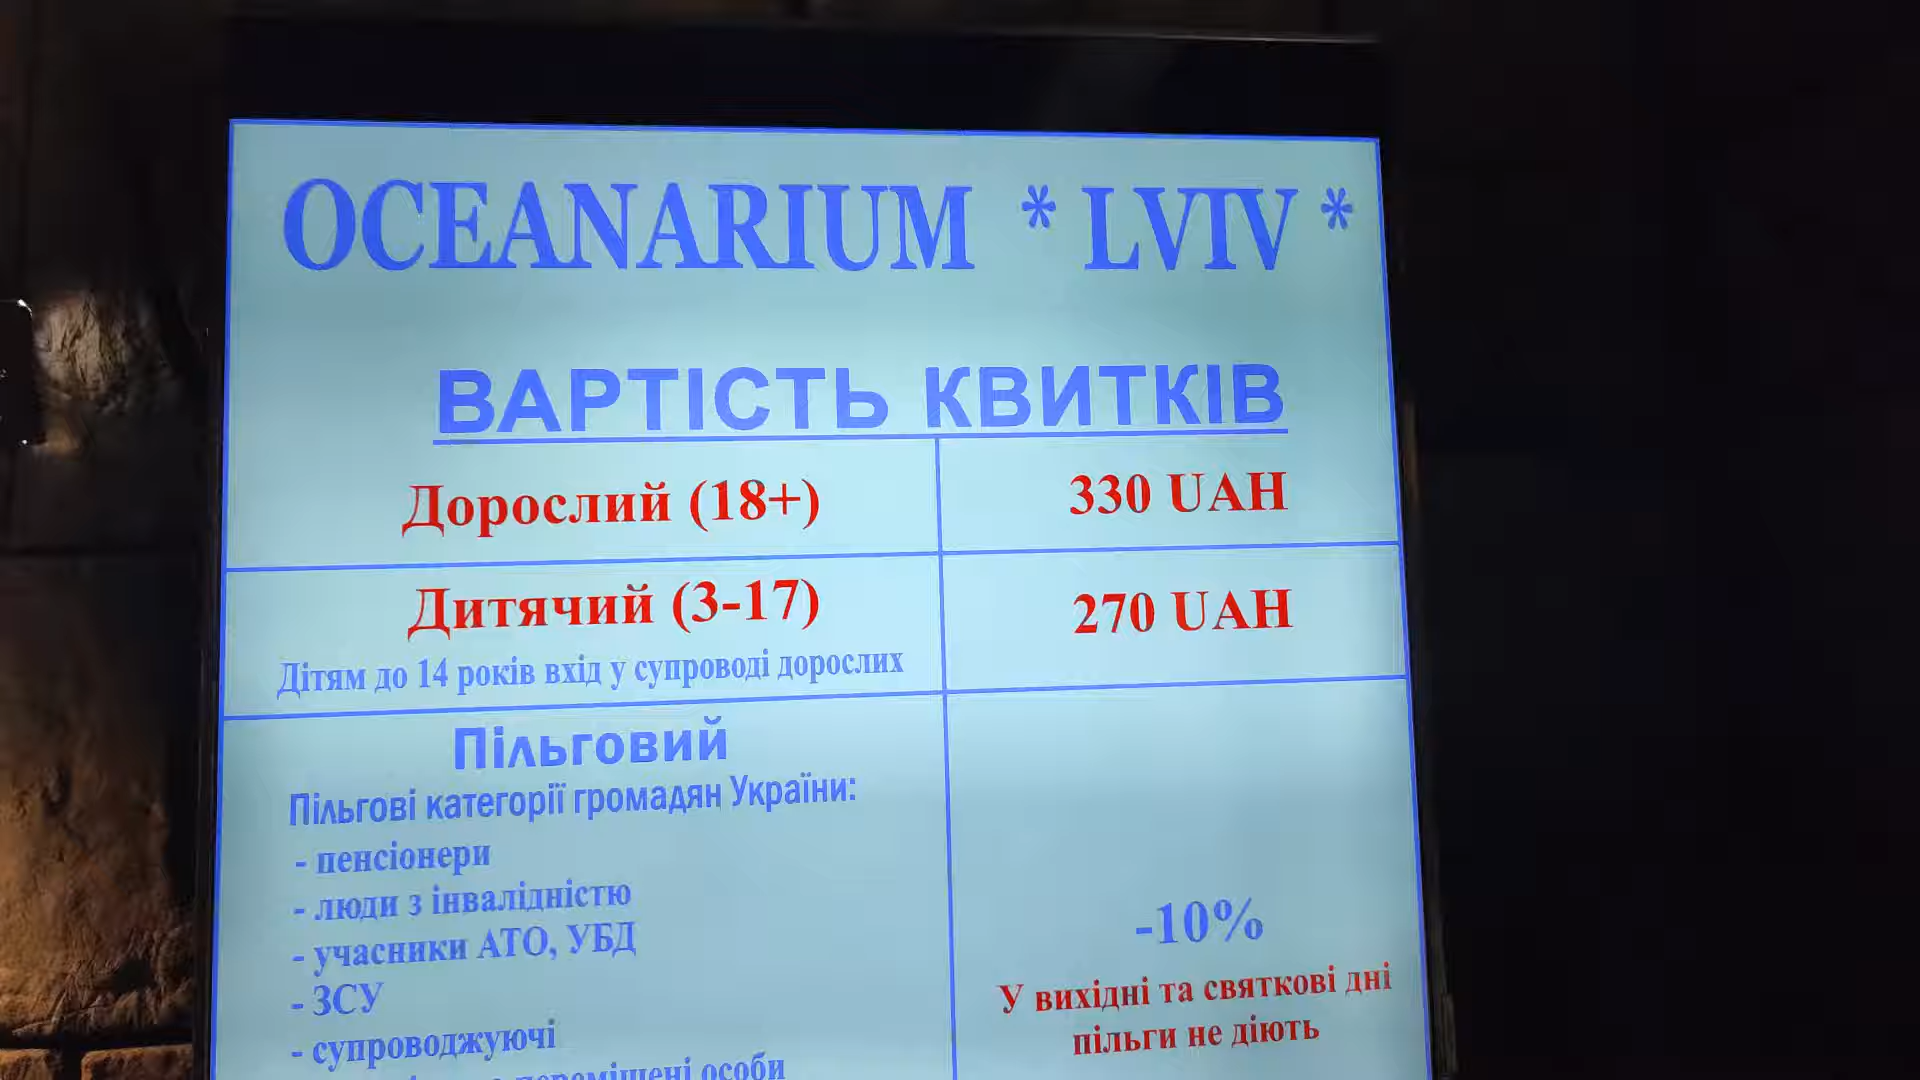 OCEANARIUM * LVIV *
ВАРТІСТЬ КВИТКІВ
Дорослий (18+) 330 UAH
Дитячий (3-17) 270 UAH
Дітям до 14 років вхід у супроводі дорослих
Пільговий
Пільгові категорії громадян України:
- пенсіонери
- люди з інвалідністю
- учасники АТО, УБД
- ЗСУ
- супроводжуючі
переміщені особи
-10%
У вихідні та святкові дні
пільги не діють